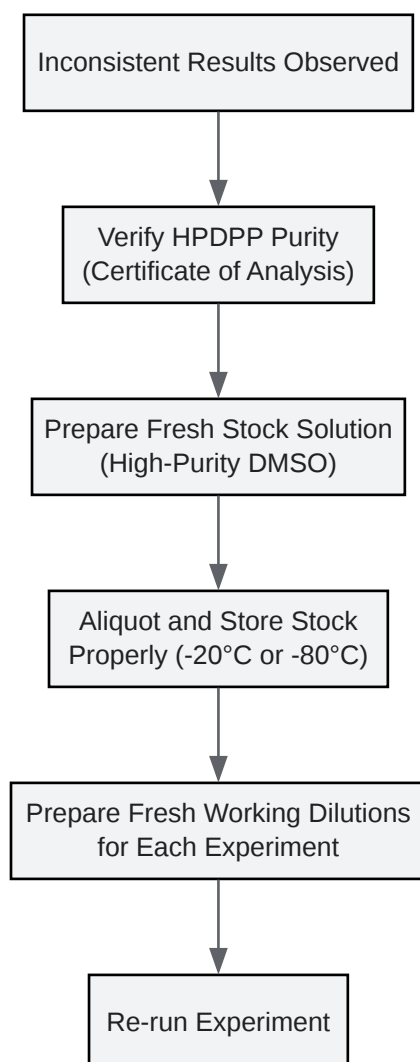 Inconsistent Results Observed
Verify HPDPP Purity
(Certificate of Analysis)
Prepare Fresh Stock Solution
(High-Purity DMSO)
Aliquot and Store Stock
Properly (-20°C or -80°C)
Prepare Fresh Working Dilutions
for Each Experiment
Re-run Experiment